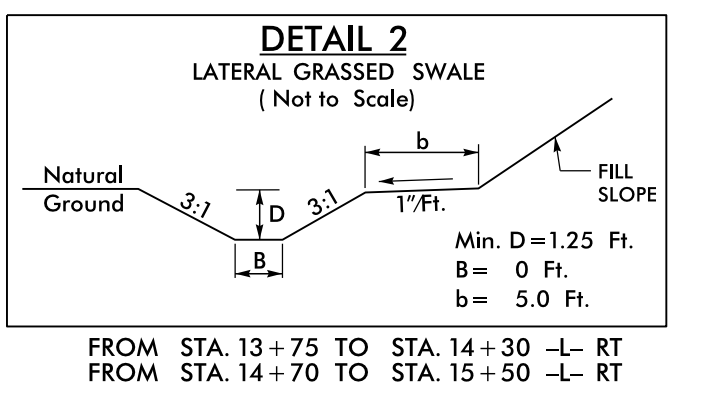 DETAIL 2
LATERAL GRASSED SWALE
( Not to Scale)
b
Natural
Ground
3:1
D
3:1
1"/Ft.
FILL
SLOPE
B
Min. D=1.25 Ft.
B= 0 Ft.
b= 5.0 Ft.
FROM STA. 13+75 TO STA. 14+30 -L- RT
FROM STA. 14+70 TO STA. 15+50 -L- RT